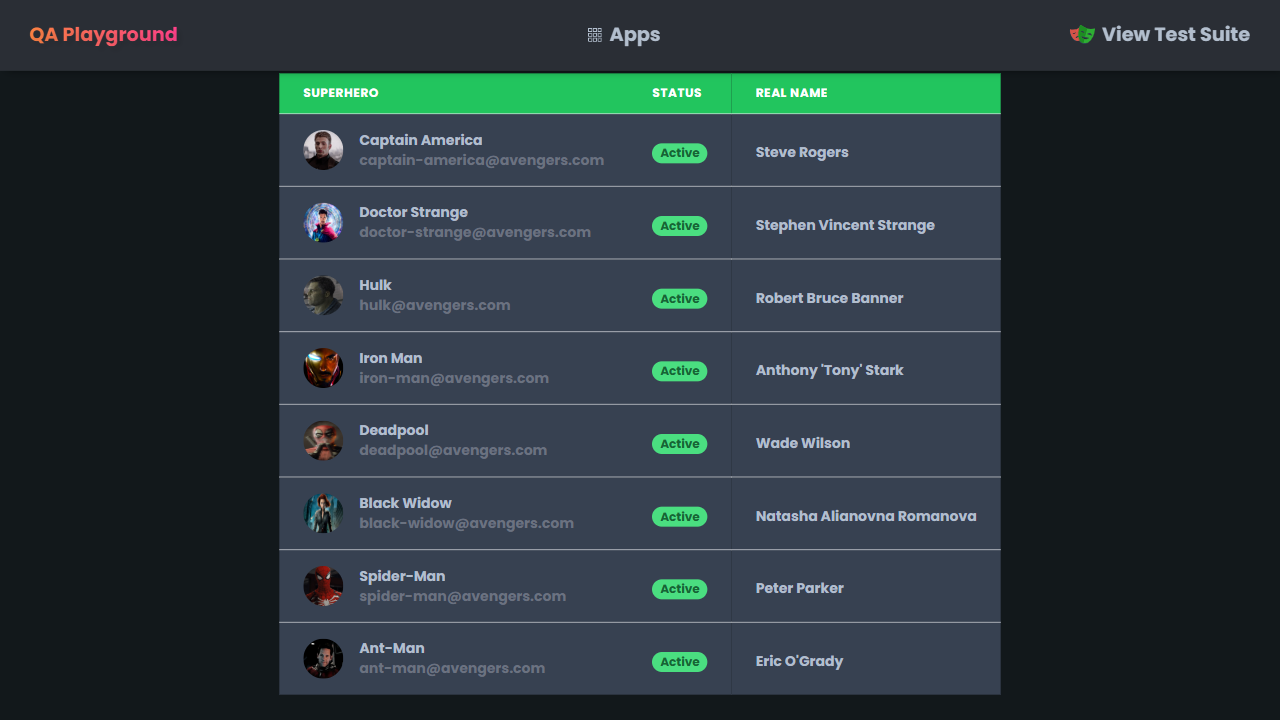 QA Playground
Apps
View Test Suite
SUPERHERO STATUS REAL NAME
Captain America
captain-america@avengers.com
Active
Steve Rogers
Doctor Strange
doctor-strange@avengers.com
Active
Stephen Vincent Strange
Hulk
hulk@avengers.com
Active
Robert Bruce Banner
Iron Man
iron-man@avengers.com
Active
Anthony 'Tony' Stark
Deadpool
deadpool@avengers.com
Active
Wade Wilson
Black Widow
black-widow@avengers.com
Active
Natasha Alianovna Romanova
Spider-Man
spider-man@avengers.com
Active
Peter Parker
Ant-Man
ant-man@avengers.com
Active
Eric O'Grady